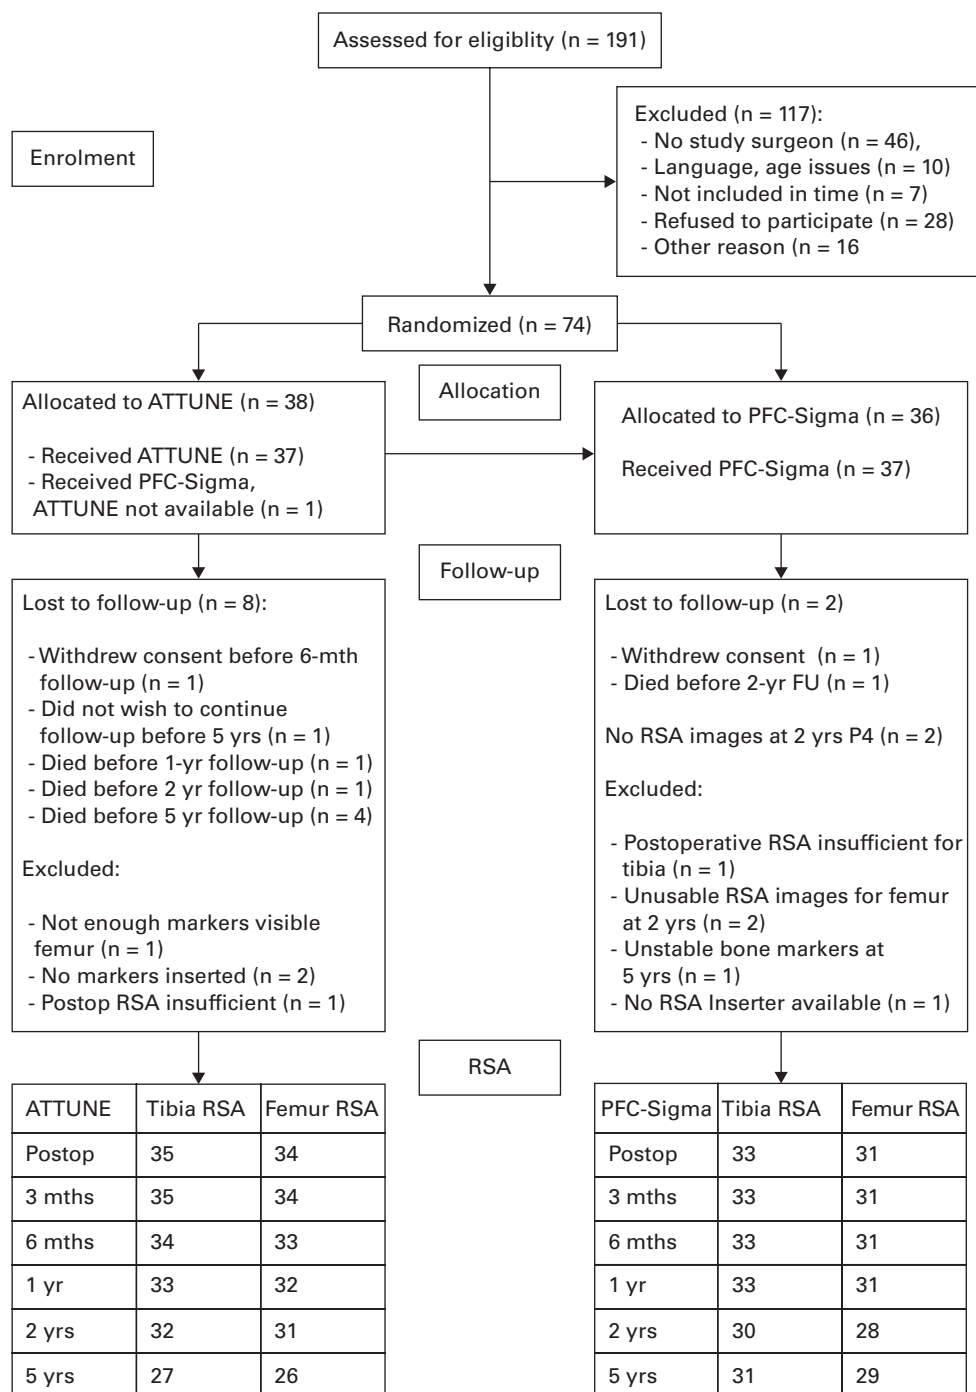 Assessed for eligiblity (n = 191)
Enrolment
Excluded (n = 117):
- No study surgeon (n = 46),
- Language, age issues (n = 10)
- Not included in time (n = 7)
- Refused to participate (n = 28)
- Other reason (n = 16
Randomized (n = 74)
Allocation
Allocated to ATTUNE (n = 38)
- Received ATTUNE (n = 37)
- Received PFC-Sigma,
ATTUNE not available (n = 1)
Allocated to PFC-Sigma (n = 36)
Received PFC-Sigma (n = 37)
Follow-up
Lost to follow-up (n = 8):
- Withdrew consent before 6-mth
follow-up (n = 1)
- Did not wish to continue
follow-up before 5 yrs (n = 1)
- Died before 1-yr follow-up (n = 1)
- Died before 2 yr follow-up (n = 1)
- Died before 5 yr follow-up (n = 4)
Excluded:
- Not enough markers visible
femur (n = 1)
- No markers inserted (n = 2)
- Postop RSA insufficient (n = 1)
Lost to follow-up (n = 2)
- Withdrew consent (n = 1)
- Died before 2-yr FU (n = 1)
No RSA images at 2 yrs P4 (n = 2)
Excluded:
- Postoperative RSA insufficient for
tibia (n = 1)
- Unusable RSA images for femur
at 2 yrs (n = 2)
- Unstable bone markers at
5 yrs (n = 1)
- No RSA Inserter available (n = 1)
RSA
ATTUNE Tibia RSA Femur RSA
Postop 35 34
3 mths 35 34
6 mths 34 33
1 yr 33 32
2 yrs 32 31
5 yrs 27 26
PFC-Sigma Tibia RSA Femur RSA
Postop 33 31
3 mths 33 31
6 mths 33 31
1 yr 33 31
2 yrs 30 28
5 yrs 31 29